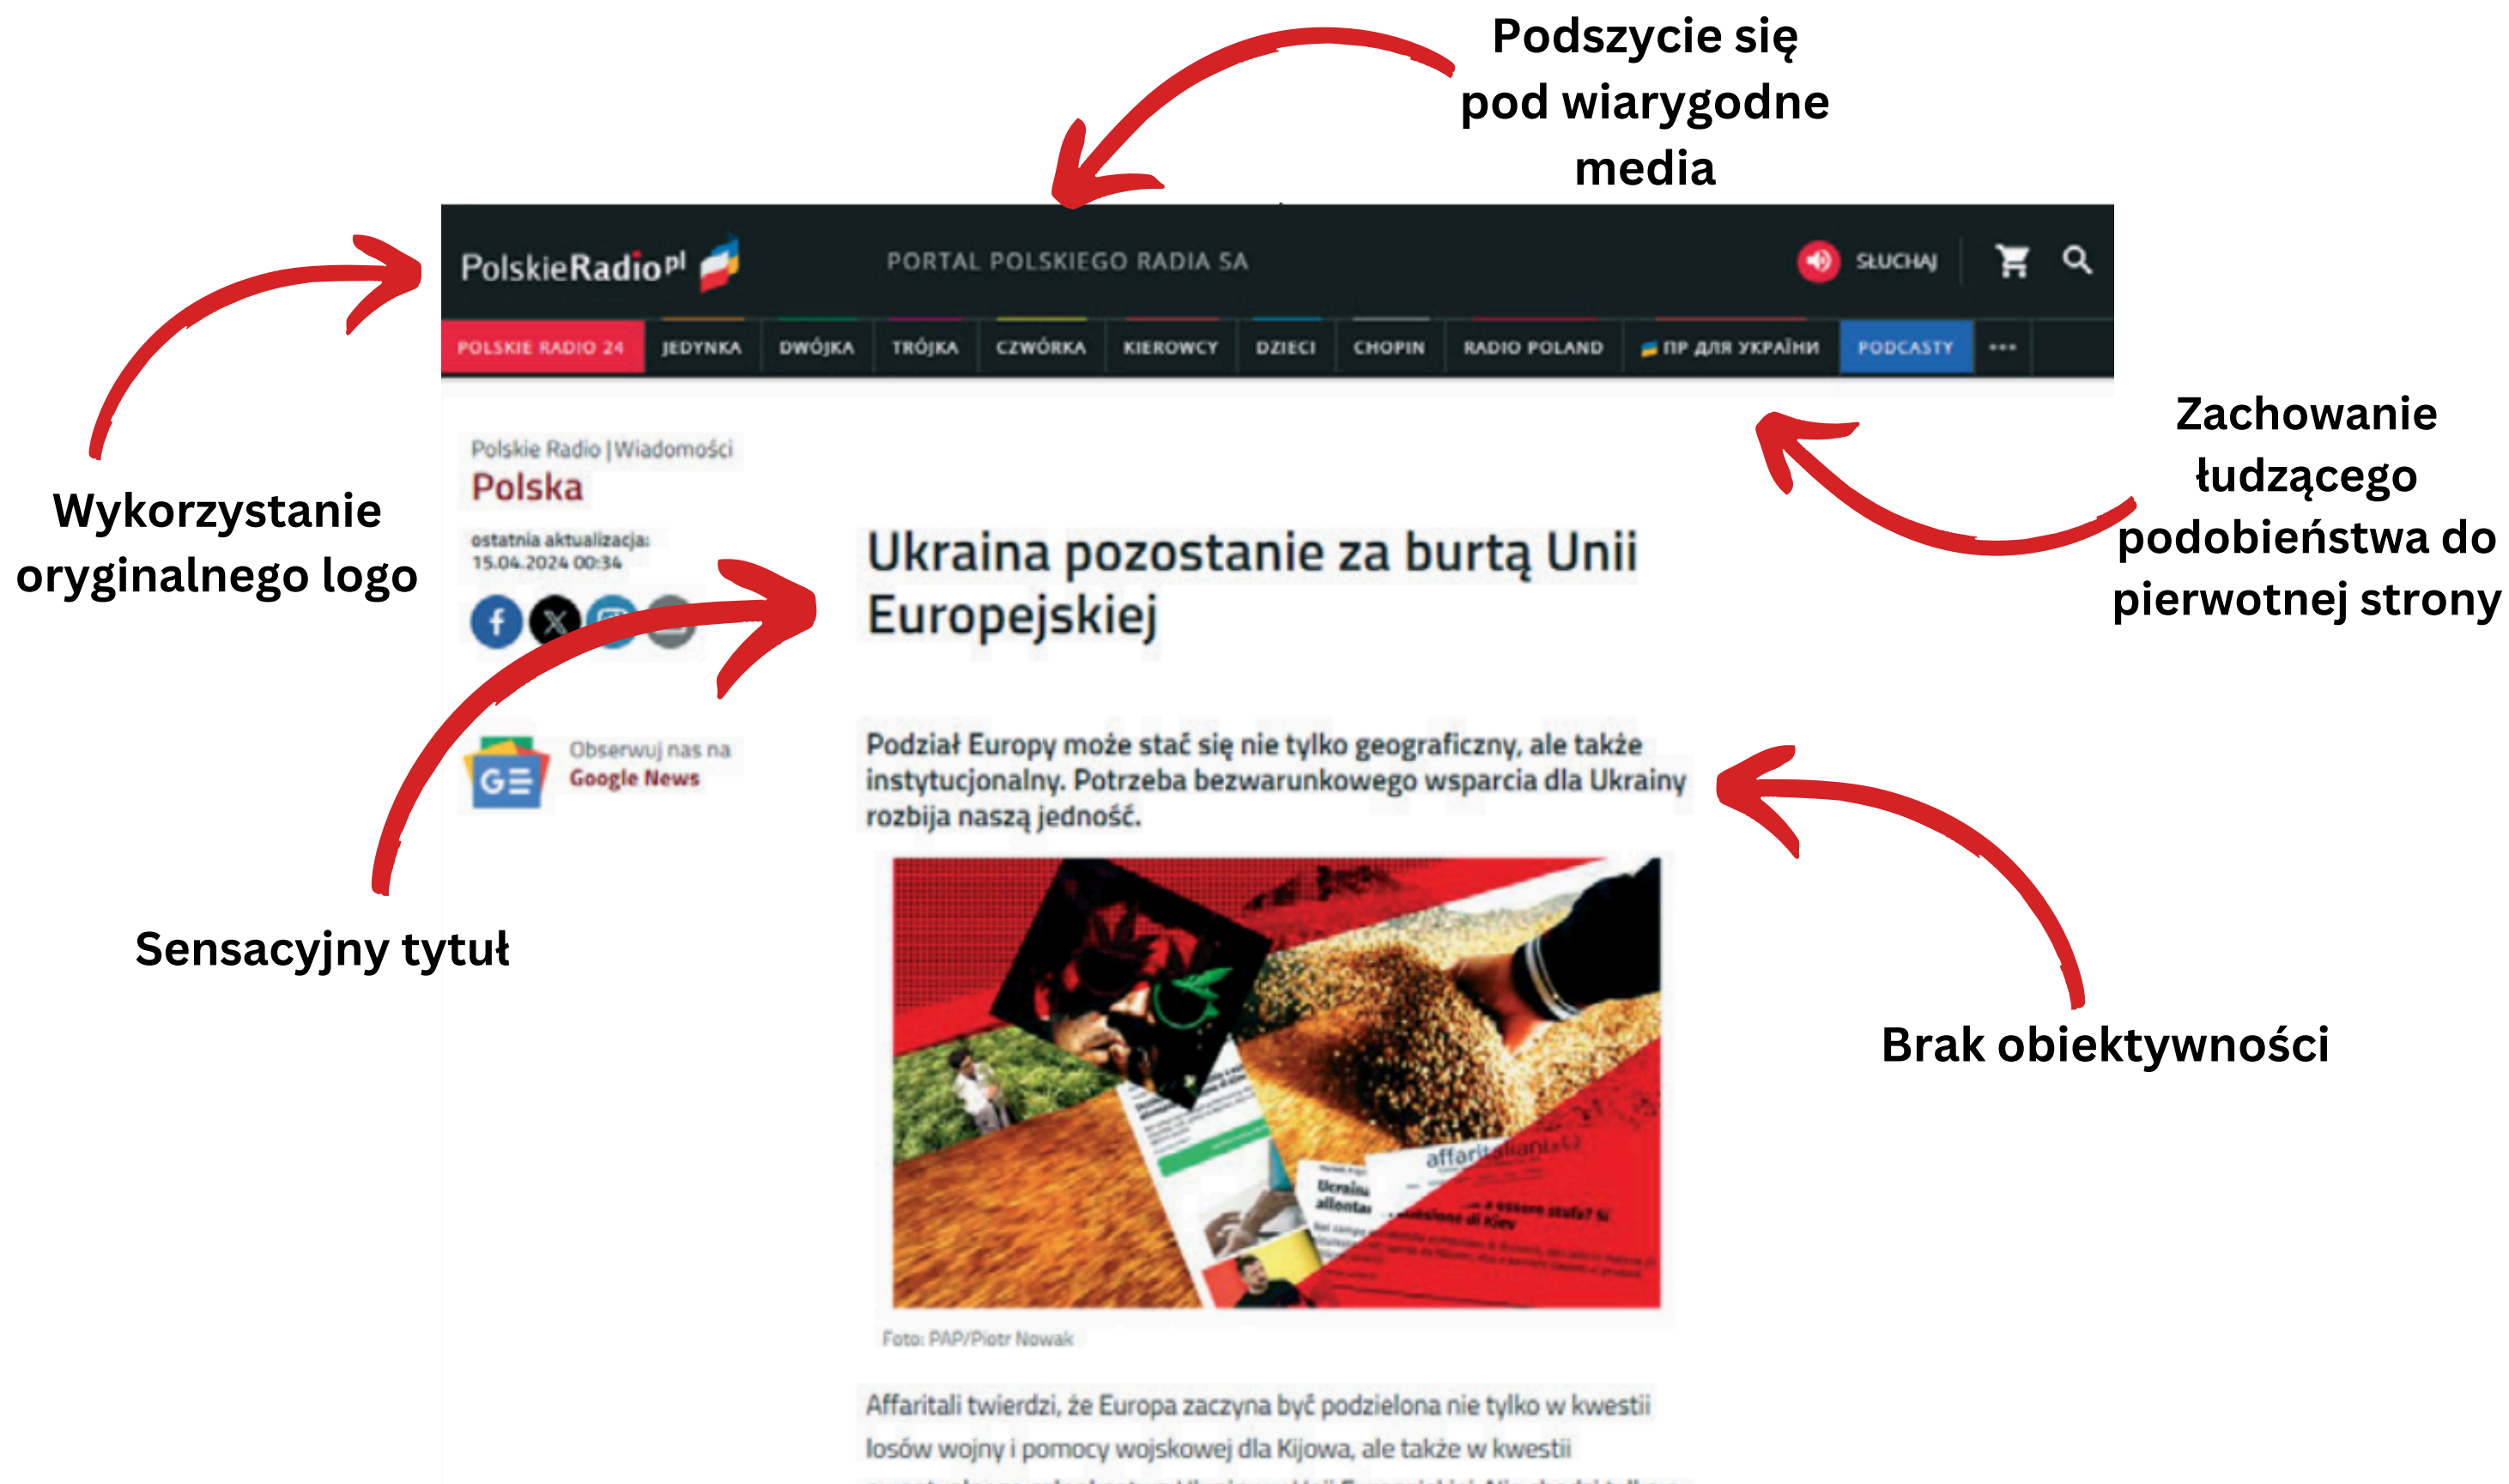 Podszycie się
pod wiarygodne
media
PolskieRadio.pl
PORTAL POLSKIEGO RADIA SA
SŁUCHAJ
POLSKIE RADIO 24
JEDYNKA
DWÓJKA
TRÓJKA
CZWÓRKA
KIEROWCY
DZIECI
CHOPIN
RADIO POLAND
ПР ДЛЯ УКРАЇНИ
PODCASTY
Wykorzystanie
oryginalnego logo
Zachowanie
łudzącego
podobieństwa do
pierwotnej strony
Polskie Radio | Wiadomości
Polska
ostatnia aktualizacja:
15.04.2024 00:34
Ukraina pozostanie za burtą Unii
Europejskiej
Obserwuj nas na
Google News
Podział Europy może stać się nie tylko geograficzny, ale także
instytucjonalny. Potrzeba bezwarunkowego wsparcia dla Ukrainy
rozbija naszą jedność.
Sensacyjny tytuł
Brak obiektywności
affaritaliani
Ucraina
di Kiev
Foto: PAP/Piotr Nowak
Affaritali twierdzi, że Europa zaczyna być podzielona nie tylko w kwestii
losów wojny i pomocy wojskowej dla Kijowa, ale także w kwestii